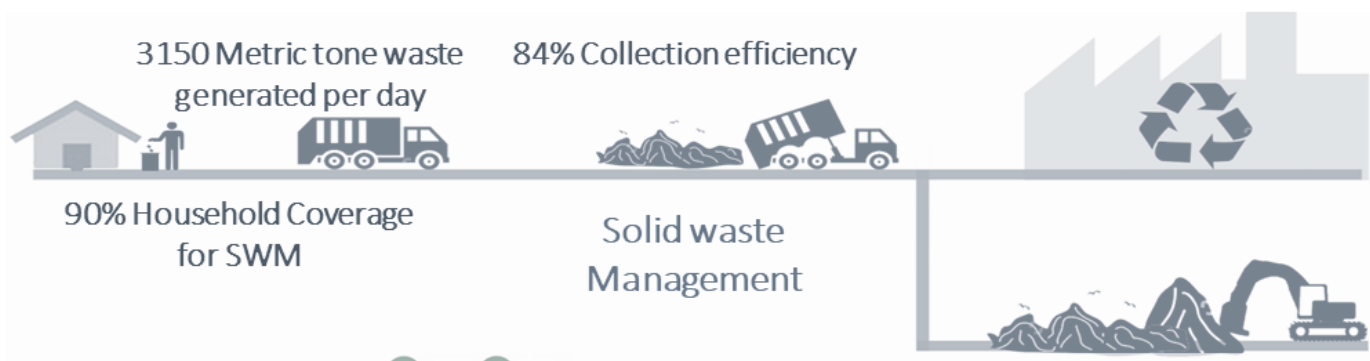 3150 Metric tone waste
generated per day
84% Collection efficiency
90% Household Coverage
for SWM
Solid waste
Management